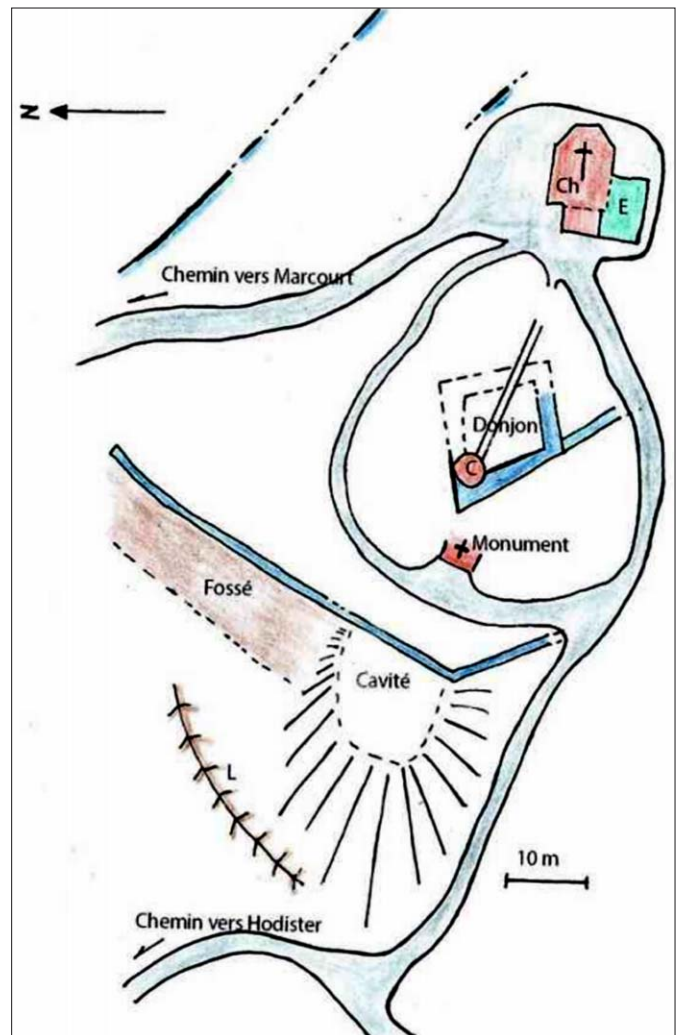 N
Ch
E
Chemin vers Marcourt
Donjon
C
Monument
Fossé
Cavité
L
10 m
Chemin vers Hodister